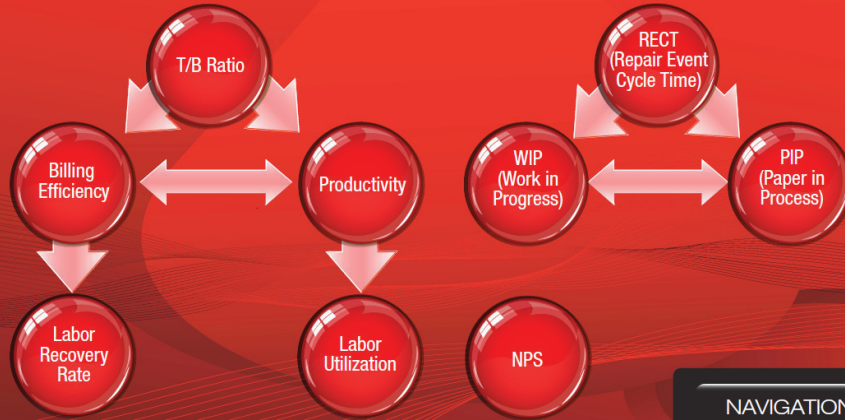 T/B Ratio
RECT
(Repair Event
Cycle Time)
Billing
Efficiency
Productivity
WIP
(Work in
Progress)
PIP
(Paper in
Process)
Labor
Recovery
Rate
Labor
Utilization
NPS
NAVIGATION